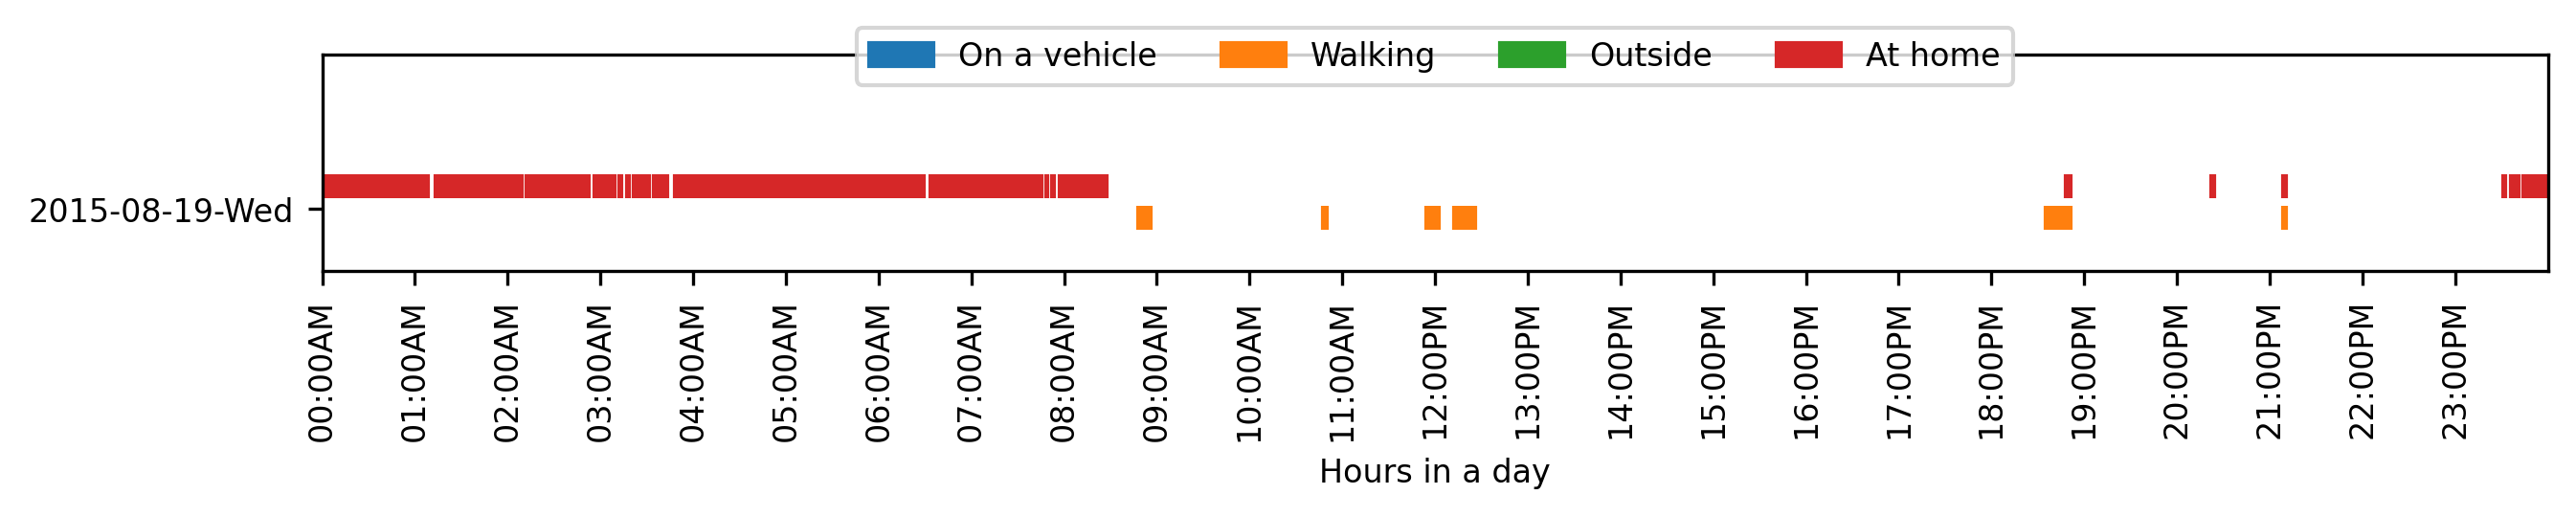 On a vehicle Walking Outside At home
2015-08-19-Wed
00:00AM 01:00AM 02:00AM 03:00AM 04:00AM 05:00AM 06:00AM 07:00AM 08:00AM 09:00AM 10:00AM 11:00AM 12:00PM 13:00PM 14:00PM 15:00PM 16:00PM 17:00PM 18:00PM 19:00PM 20:00PM 21:00PM 22:00PM 23:00PM
Hours in a day